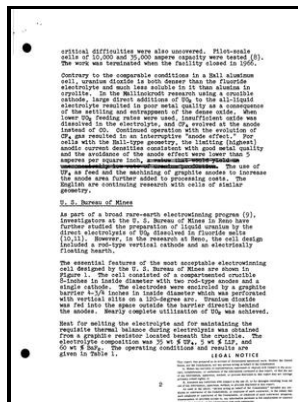 critical difficulties were also uncovered. Pilot-scale
cells of 10,000 and 35,000 ampere capacity were tested (8).
The work was terminated when the facility closed in 1966.
Contrary to the comparable conditions in a Hall aluminum
cell, uranium dioxide is both denser than the fluoride
electrolyte and much less soluble in it than alumina in
cryolite. In the Mallinckrodt research using a crucible
cathode, large direct additions of UO2 to the all-liquid
electrolyte resulted in poor metal quality as a consequence
of the settling and entrapment of the dense oxide. When
lower UO2 feeding rates were used, insufficient oxide was
dissolved in the electrolyte, and CF4 evolved at the anode
instead of CO. Continued operation with the evolution of
CF4 gas resulted in an interruptive "anode effect." For
cells with the Hall-type geometry, the limiting (highest)
anodic current densities consistent with good metal quality
and the avoidance of the anode effect were lower than 5
amperes per square inch, a value that would yield an
The use of
UF4 as feed and the machining of graphite anodes to increase
the anode area further added to processing costs. The
English are continuing research with cells of similar
geometry.
U. S. Bureau of Mines
As part of a broad rare-earth electrowinning program (9),
investigators at the U. S. Bureau of Mines in Reno have
further studied the preparation of liquid uranium by the
direct electrolysis of UO2 dissolved in fluoride melts
(10,11). However, in the research at Reno, the cell design
included a rod-type vertical cathode and an electrically
floating hearth.
The essential features of the most acceptable electrowinning
cell designed by the U. S. Bureau of Mines are shown in
Figure 1. The cell consisted of a compartmented crucible
8-inches in inside diameter with two rod-type anodes and a
single cathode. The electrodes were encircled by a graphite
barrier 4-3/4 inches in inside diameter which was perforated
with vertical slits on a 120-degree arc. Uranium dioxide
was fed into the space outside the barrier directly behind
the anodes. Nearly complete utilization of UO2 was achieved.
Heat for melting the electrolyte and for maintaining the
requisite thermal balance during electrolysis was obtained
from a graphite resistor beneath the crucible. The
electrolyte composition was 35 wt % UF4, 5 wt % LiF, and
60 wt % BaF2. The operating conditions and results are
given in Table 1.
LEGAL NOTICE
2